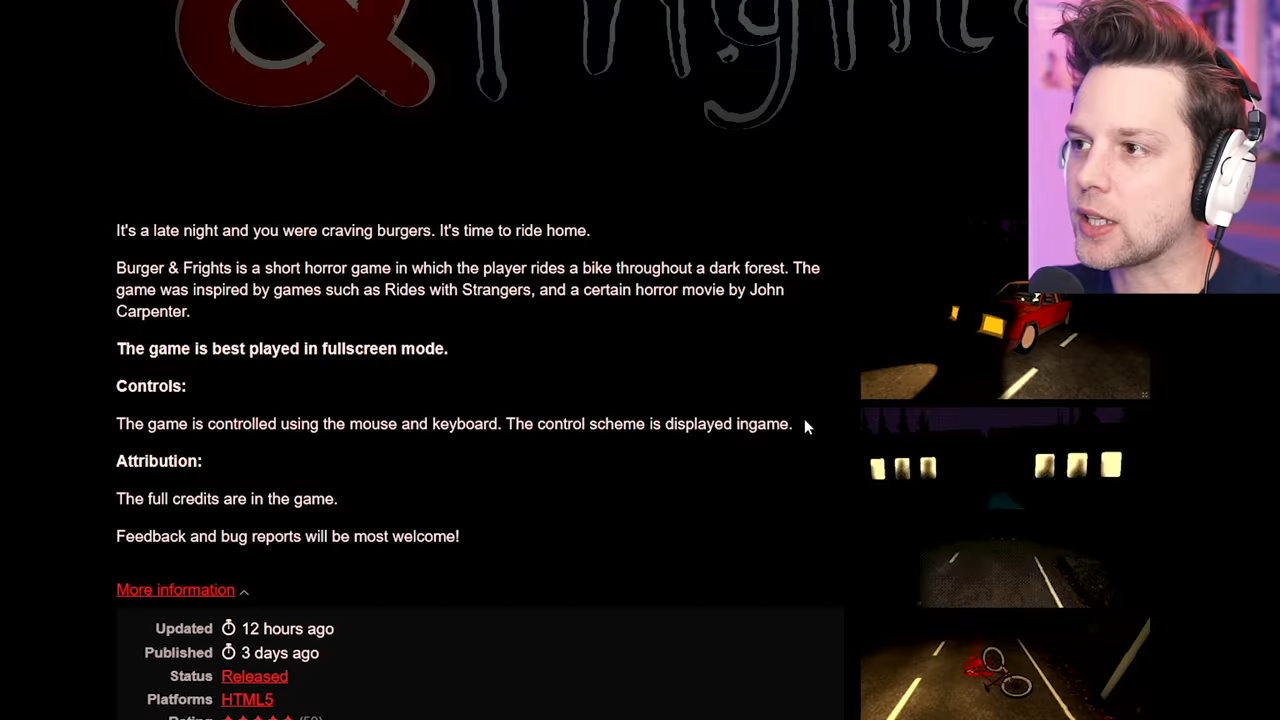 & Fright
It's a late night and you were craving burgers. It's time to ride home.
Burger & Frights is a short horror game in which the player rides a bike throughout a dark forest. The
game was inspired by games such as Rides with Strangers, and a certain horror movie by John
Carpenter.
The game is best played in fullscreen mode.
Controls:
The game is controlled using the mouse and keyboard. The control scheme is displayed ingame.
Attribution:
The full credits are in the game.
Feedback and bug reports will be most welcome!
More information
Updated 12 hours ago
Published 3 days ago
Status Released
Platforms HTML5